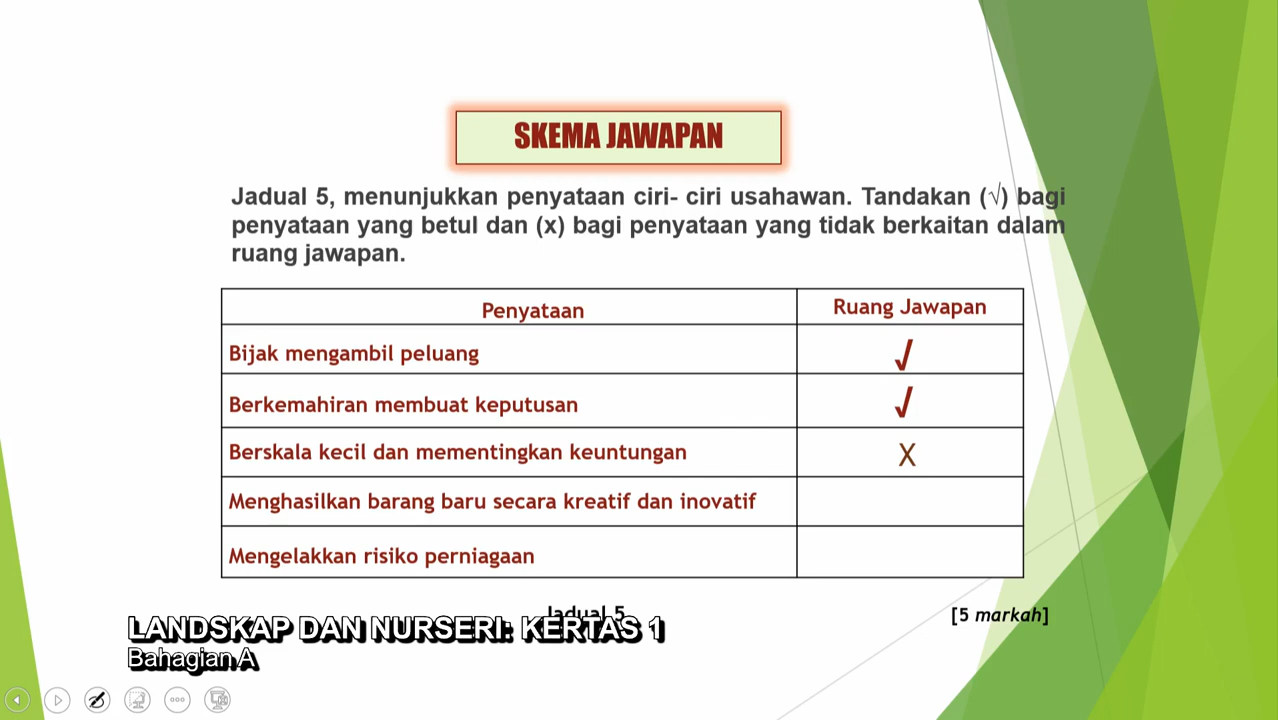 SKEMA JAWAPAN
Jadual 5, menunjukkan penyataan ciri- ciri usahawan. Tandakan (√) bagi
penyataan yang betul dan (x) bagi penyataan yang tidak berkaitan dalam
ruang jawapan.
Penyataan Ruang Jawapan
Bijak mengambil peluang √
Berkemahiran membuat keputusan √
Berskala kecil dan mementingkan keuntungan X
Menghasilkan barang baru secara kreatif dan inovatif
Mengelakkan risiko perniagaan
Jadual 5 [5 markah]
LANDSKAP DAN NURSERI: KERTAS 1
Bahagian A